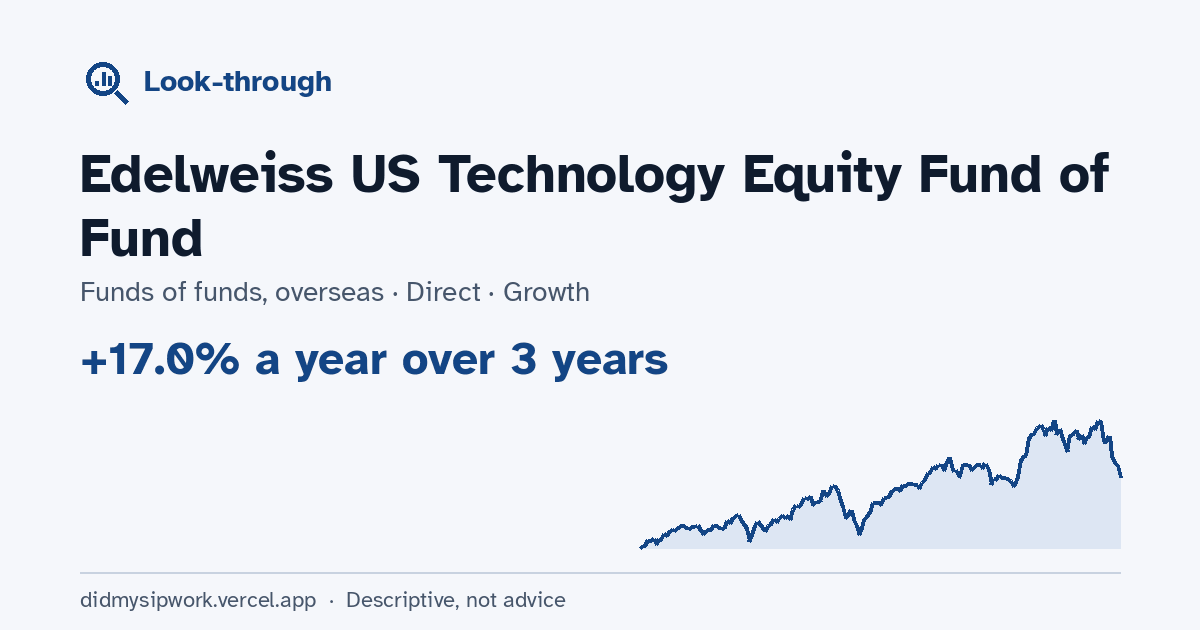 Look-through
Edelweiss US Technology Equity Fund of
Fund
Funds of funds, overseas · Direct · Growth
+17.0% a year over 3 years
didmysipwork.vercel.app · Descriptive, not advice